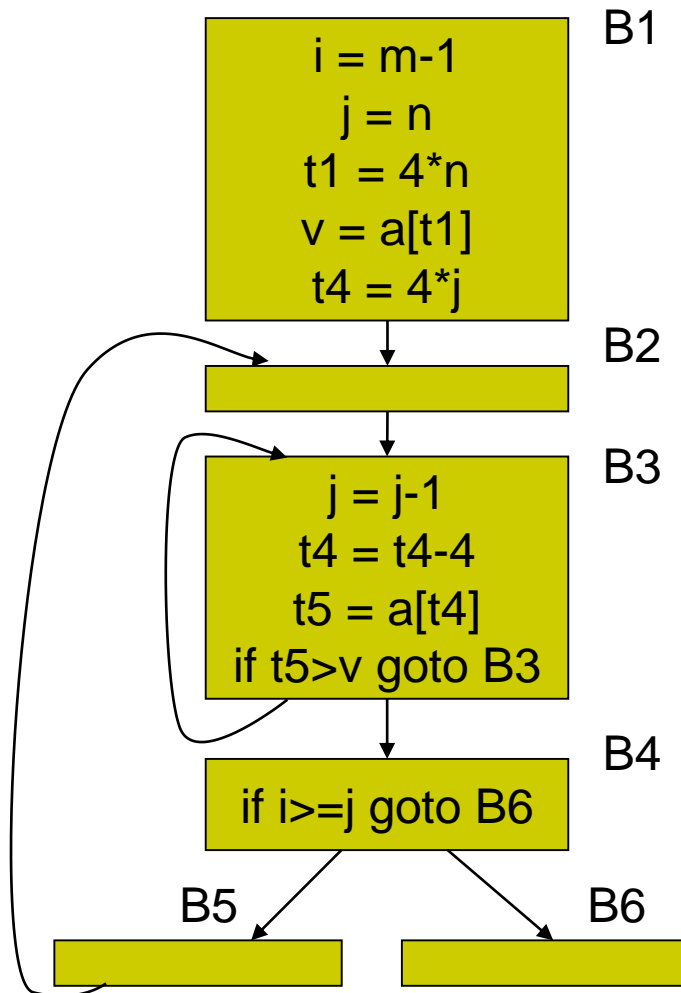 B1
i = m-1
j = n
t1 = 4*n
v = a[t1]
t4 = 4*j
B2
B3
j = j-1
t4 = t4-4
t5 = a[t4]
if t5>v goto B3
B4
if i>=j goto B6
B5
B6